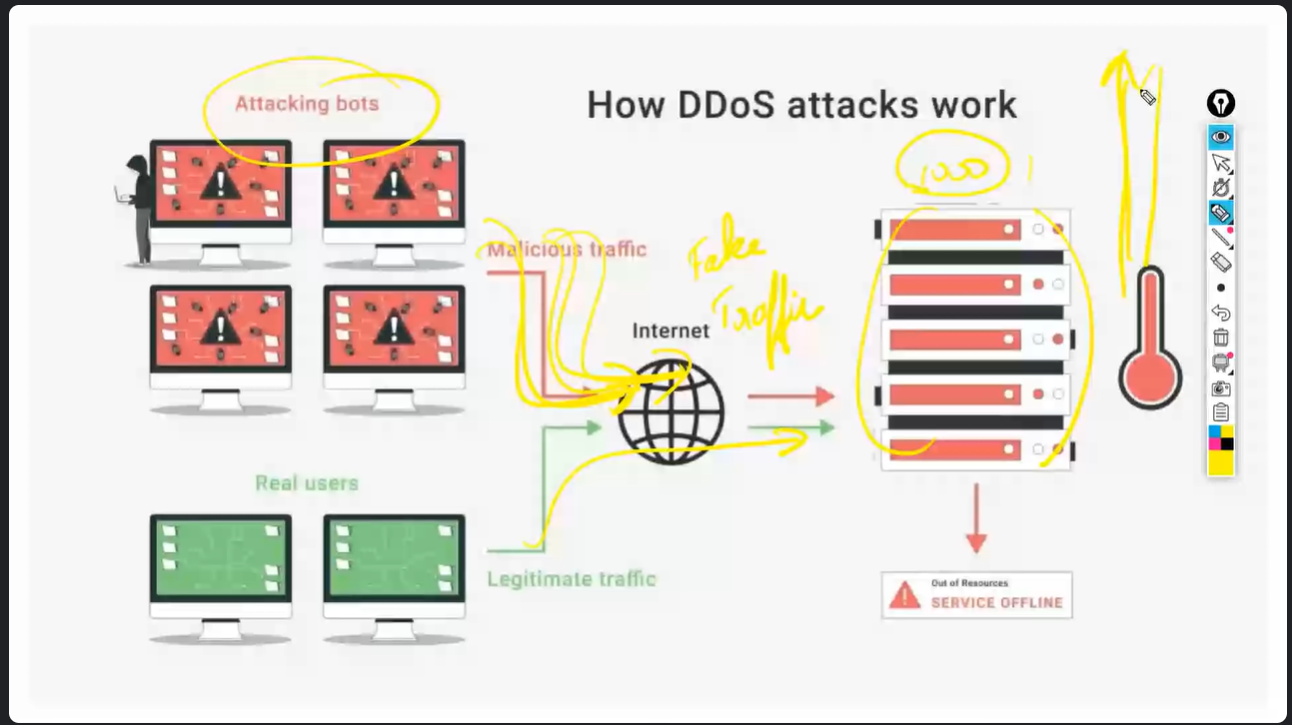 Attacking bots
How DDoS attacks work
1000
Malicious traffic
Fake
Traffic
Internet
Real users
Legitimate traffic
Out of Resources
SERVICE OFFLINE